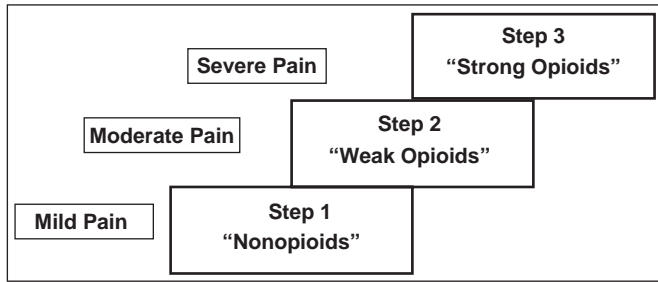 Step 3
Severe Pain
“Strong Opioids”
Step 2
Moderate Pain
“Weak Opioids”
Step 1
Mild Pain
“Nonopioids”